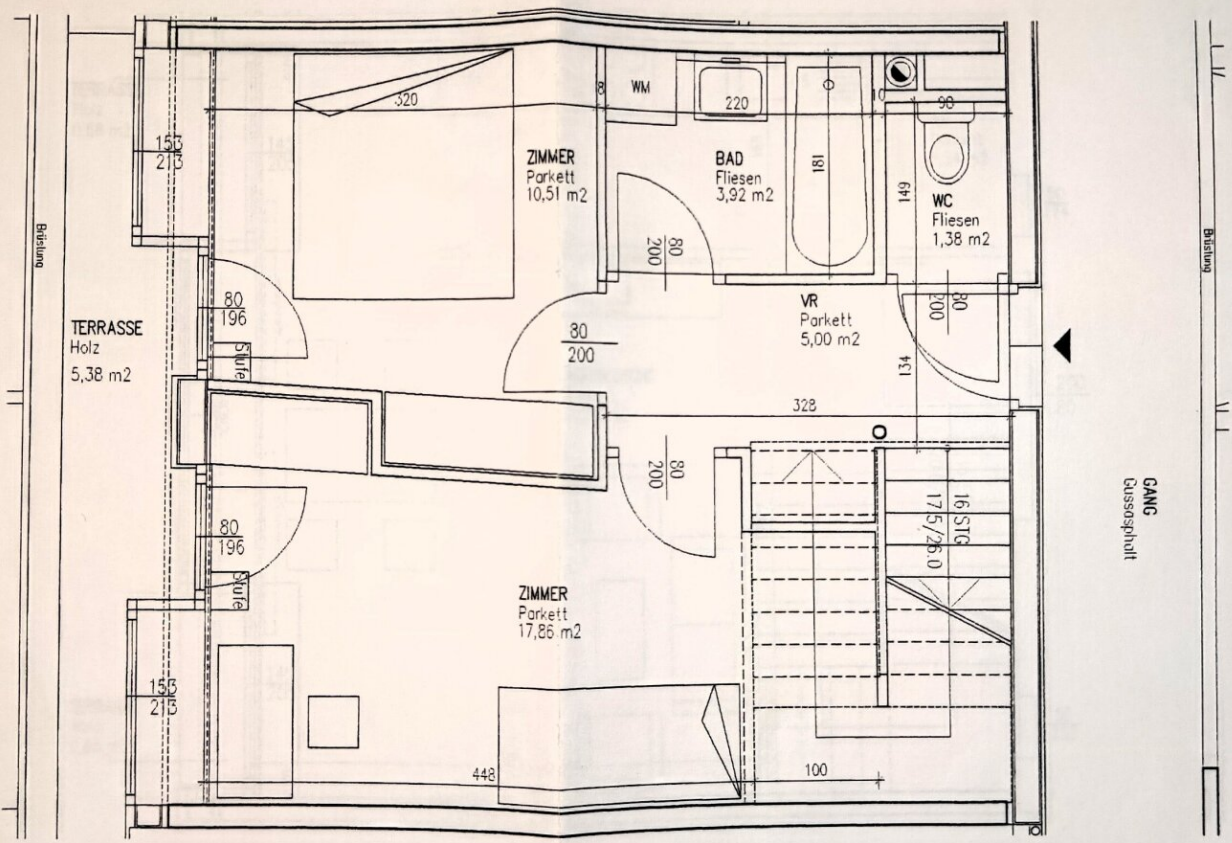 320
8
WM
220
10
90
153
213
ZIMMER
Parkett
10,51 m2
BAD
Fliesen
3,92 m2
181
149
WC
Fliesen
1,38 m2
Brüstung
Brüstung
80
200
80
200
TERRASSE
Holz
5,38 m2
80
196
Stufe
80
200
VR
Parkett
5,00 m2
134
328
80
200
16 STG
17.5/26.0
GANG
Gussasphalt
80
196
Stufe
ZIMMER
Parkett
17,86 m2
153
213
448
100